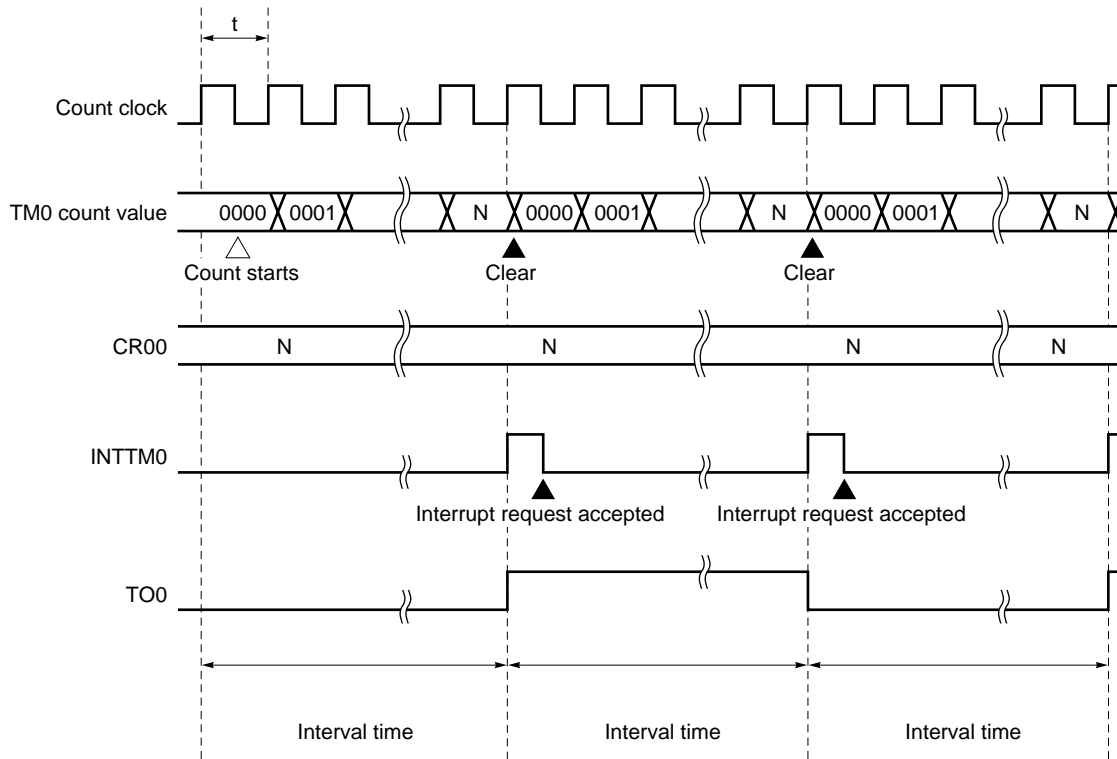 t
Count clock
TM0 count value 0000 0001 N 0000 0001 N 0000 0001 N
Count starts Clear Clear
CR00 N N N N
INTTM0
Interrupt request accepted Interrupt request accepted
TO0
Interval time Interval time Interval time